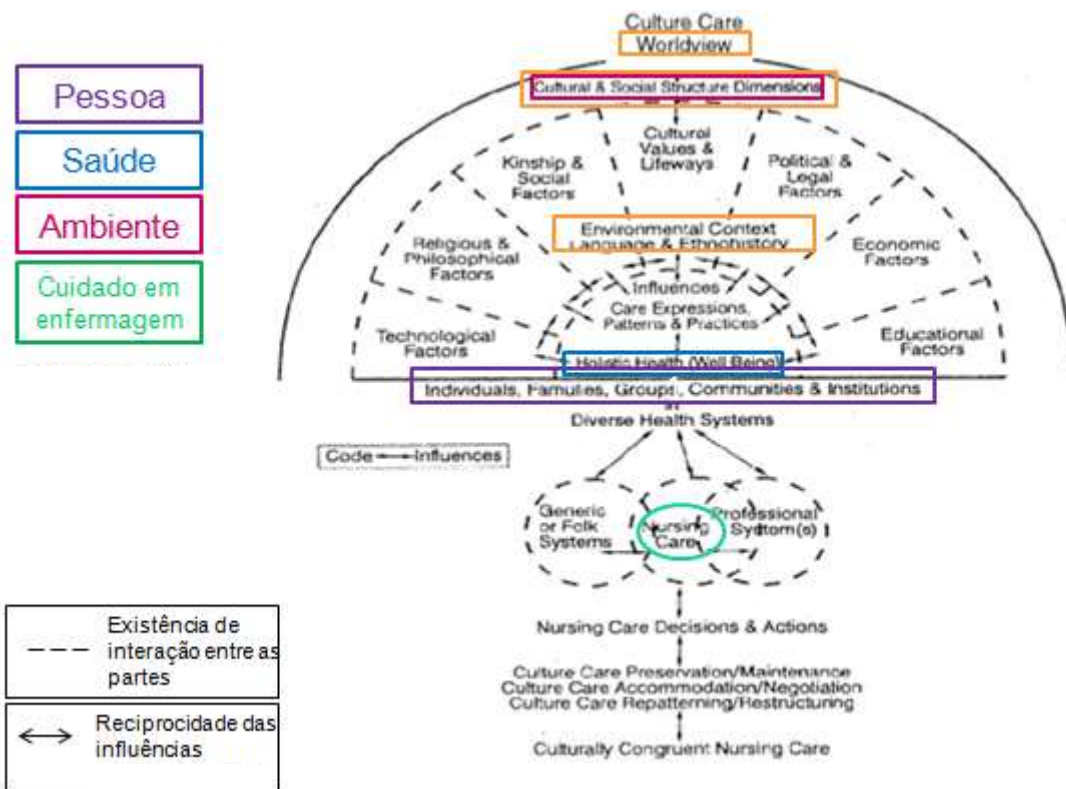 Pessoa
Saúde
Ambiente
Cuidado em
enfermagem
Culture Care
Worldview
Cultural & Social Structure Dimensions
Cultural
Values &
Lifeways
Kinship &
Social
Factors
Political &
Legal
Factors
Environmental Context
Language & Ethnohistory
Religious &
Philosophical
Factors
Economic
Factors
Influences
Care Expressions,
Patterns & Practices
Technological
Factors
Educational
Factors
Holistic Health (Well Being)
Individuals, Families, Groups, Communities & Institutions
Diverse Health Systems
Code Influences
Generic
or Folk
Systems
Nursing
Care
Professional
System(s)
Nursing Care Decisions & Actions
Culture Care Preservation/Maintenance
Culture Care Accommodation/Negotiation
Culture Care Repatterning/Restructuring
Culturally Congruent Nursing Care
Existência de
interação entre as
partes
Reciprocidade das
influências